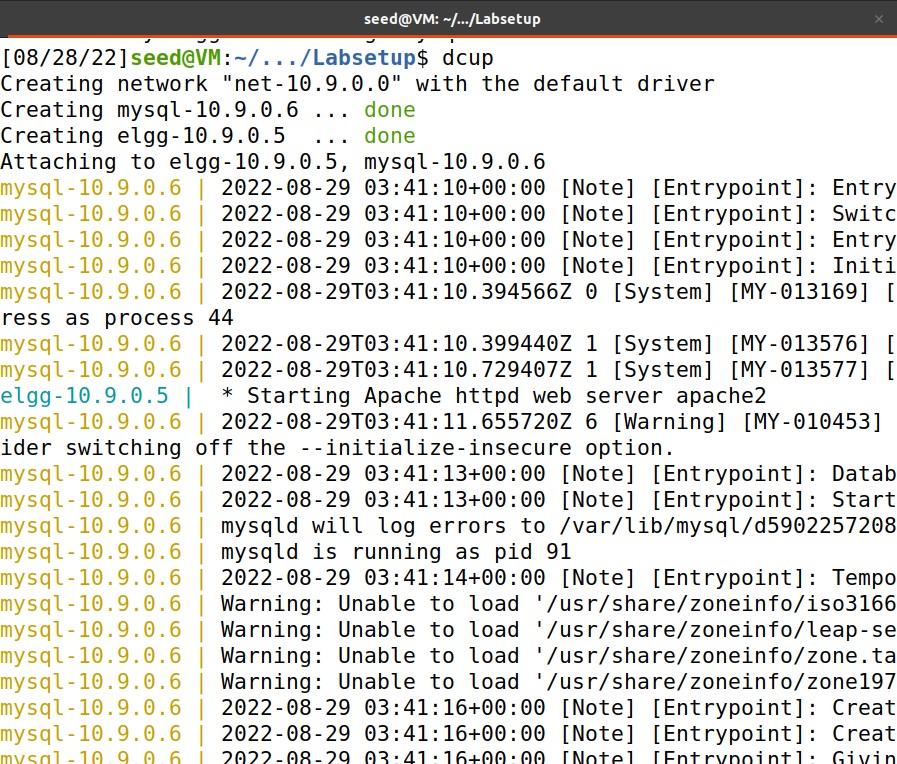 seed@VM: ~/.../Labsetup
[08/28/22]seed@VM:~/.../Labsetup$ dcup
Creating network "net-10.9.0.0" with the default driver
Creating mysql-10.9.0.6 ... done
Creating elgg-10.9.0.5  ... done
Attaching to elgg-10.9.0.5, mysql-10.9.0.6
mysql-10.9.0.6 | 2022-08-29 03:41:10+00:00 [Note] [Entrypoint]: Entry
mysql-10.9.0.6 | 2022-08-29 03:41:10+00:00 [Note] [Entrypoint]: Switc
mysql-10.9.0.6 | 2022-08-29 03:41:10+00:00 [Note] [Entrypoint]: Entry
mysql-10.9.0.6 | 2022-08-29 03:41:10+00:00 [Note] [Entrypoint]: Initi
mysql-10.9.0.6 | 2022-08-29T03:41:10.394566Z 0 [System] [MY-013169] [
ress as process 44
mysql-10.9.0.6 | 2022-08-29T03:41:10.399440Z 1 [System] [MY-013576] [
mysql-10.9.0.6 | 2022-08-29T03:41:10.729407Z 1 [System] [MY-013577] [
elgg-10.9.0.5 |  * Starting Apache httpd web server apache2
mysql-10.9.0.6 | 2022-08-29T03:41:11.655720Z 6 [Warning] [MY-010453]
ider switching off the --initialize-insecure option.
mysql-10.9.0.6 | 2022-08-29 03:41:13+00:00 [Note] [Entrypoint]: Datab
mysql-10.9.0.6 | 2022-08-29 03:41:13+00:00 [Note] [Entrypoint]: Start
mysql-10.9.0.6 | mysqld will log errors to /var/lib/mysql/d5902257208
mysql-10.9.0.6 | mysqld is running as pid 91
mysql-10.9.0.6 | 2022-08-29 03:41:14+00:00 [Note] [Entrypoint]: Tempo
mysql-10.9.0.6 | Warning: Unable to load '/usr/share/zoneinfo/iso3166
mysql-10.9.0.6 | Warning: Unable to load '/usr/share/zoneinfo/leap-se
mysql-10.9.0.6 | Warning: Unable to load '/usr/share/zoneinfo/zone.ta
mysql-10.9.0.6 | Warning: Unable to load '/usr/share/zoneinfo/zone197
mysql-10.9.0.6 | 2022-08-29 03:41:16+00:00 [Note] [Entrypoint]: Creat
mysql-10.9.0.6 | 2022-08-29 03:41:16+00:00 [Note] [Entrypoint]: Creat
mysql-10.9.0.6 | 2022-08-29 03:41:16+00:00 [Note] [Entrypoint]: Givin